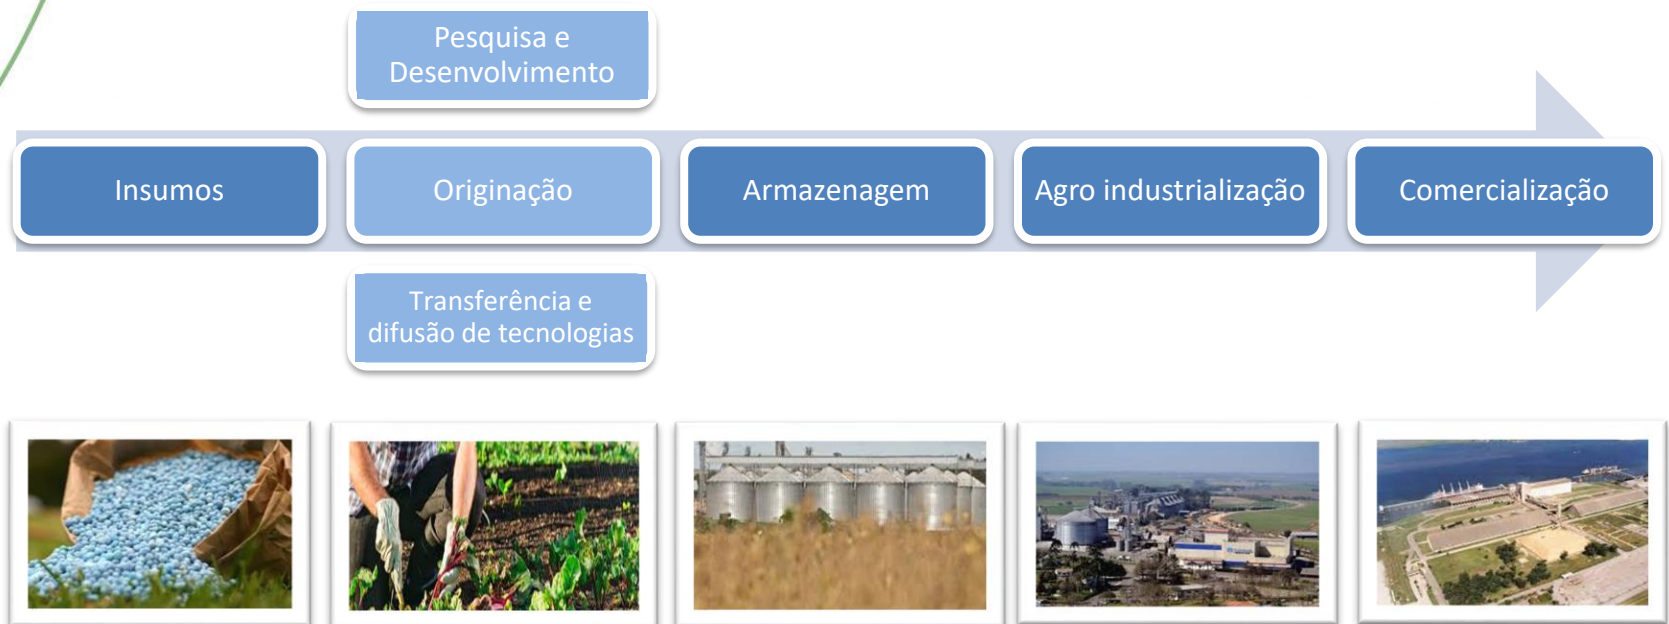 Pesquisa e
Desenvolvimento
Insumos
Originação
Armazenagem
Agro industrialização
Comercialização
Transferência e
difusão de tecnologias